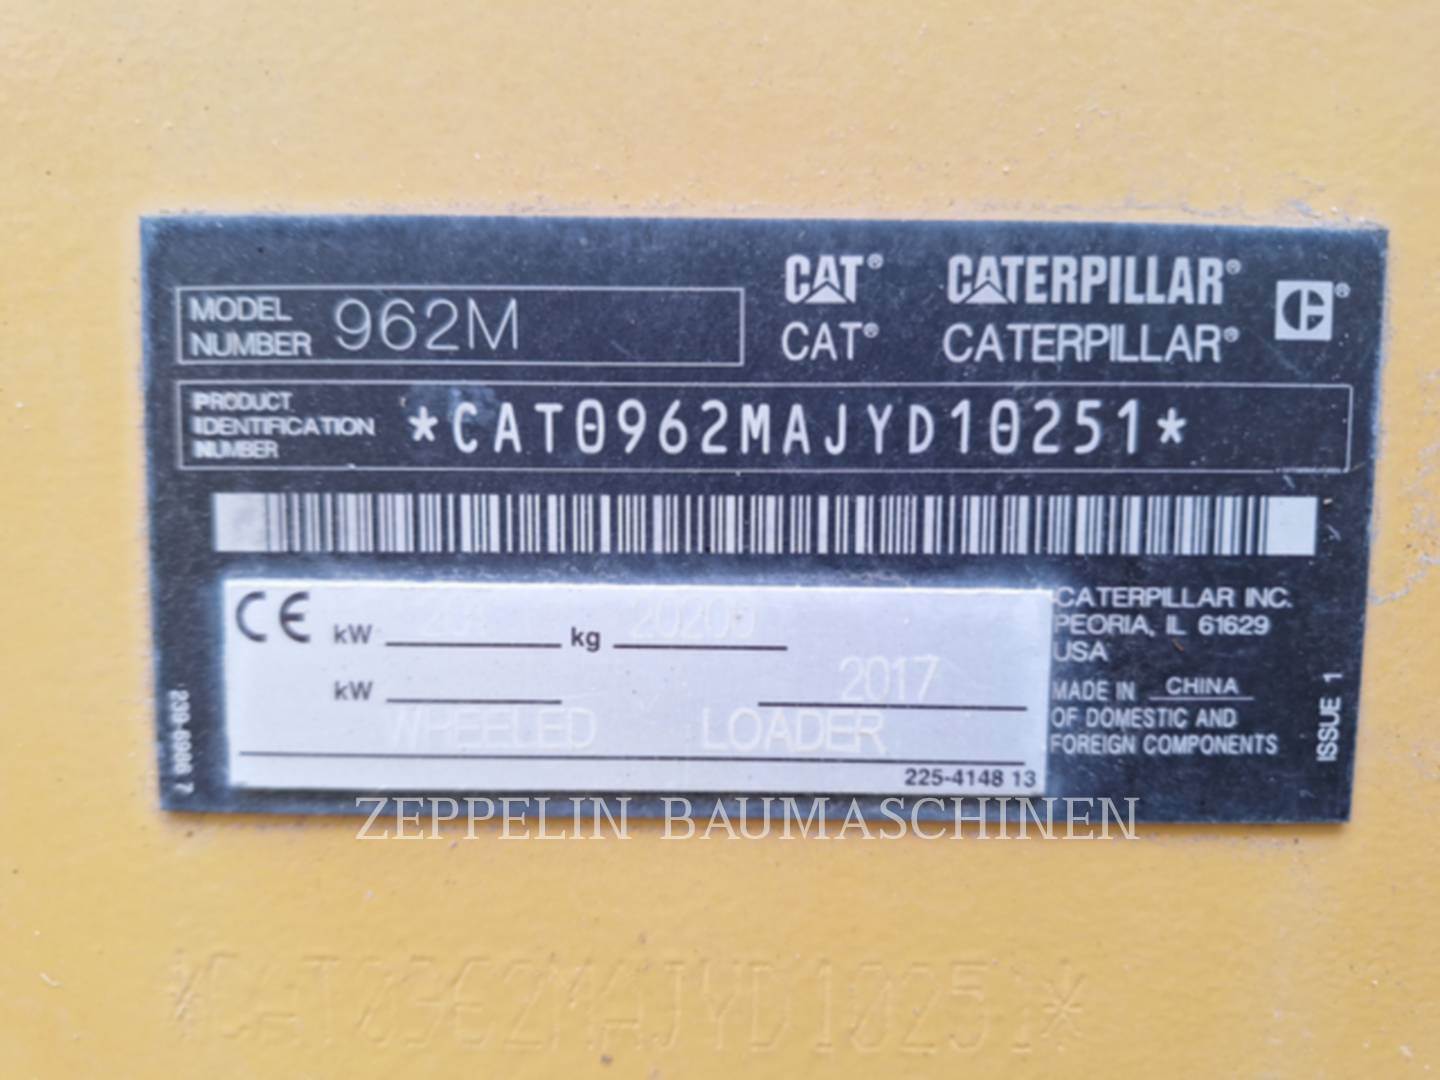 CAT® CATERPILLAR®
MODEL NUMBER 962M
CAT® CATERPILLAR®
PRODUCT IDENTIFICATION NUMBER *CAT0962MAJYD10251*
CE kW kg 20200
kW 2017
WHEELED LOADER
225-4148 13
CATERPILLAR INC.
PEORIA, IL 61629
USA
MADE IN CHINA
OF DOMESTIC AND
FOREIGN COMPONENTS
ISSUE 1
ZEPPELIN BAUMASCHINEN
*CAT0962MAJYD10251*